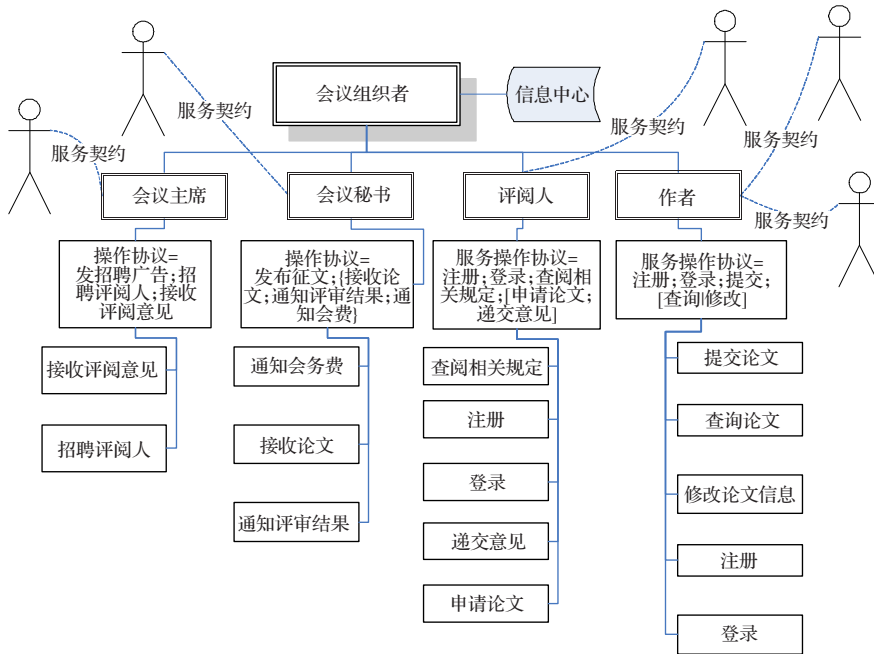 会议组织者
信息中心
服务契约
服务契约
服务契约
服务契约
服务契约
会议主席
会议秘书
评阅人
作者
操作协议=
发招聘广告;招
聘评阅人;接收
评阅意见
操作协议=
发布征文;{接收论
文;通知评审结果;通
知会费}
服务操作协议=
注册;登录;查阅相
关规定;[申请论文;
递交意见]
服务操作协议=
注册;登录;提交;
[查询|修改]
接收评阅意见
招聘评阅人
通知会务费
接收论文
通知评审结果
查阅相关规定
注册
登录
递交意见
申请论文
提交论文
查询论文
修改论文信息
注册
登录